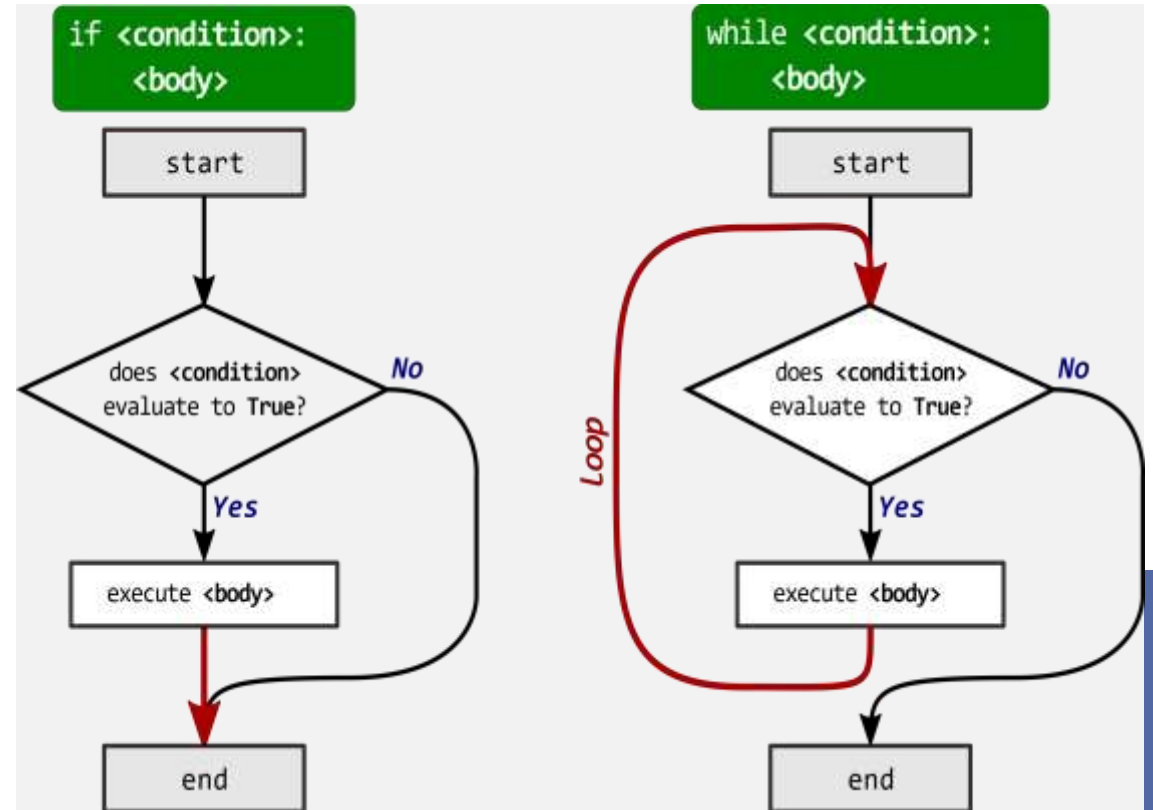 if <condition>:
<body>
start
does <condition>
evaluate to True?
No
Yes
execute <body>
end
while <condition>:
<body>
start
Loop
does <condition>
evaluate to True?
No
Yes
execute <body>
end